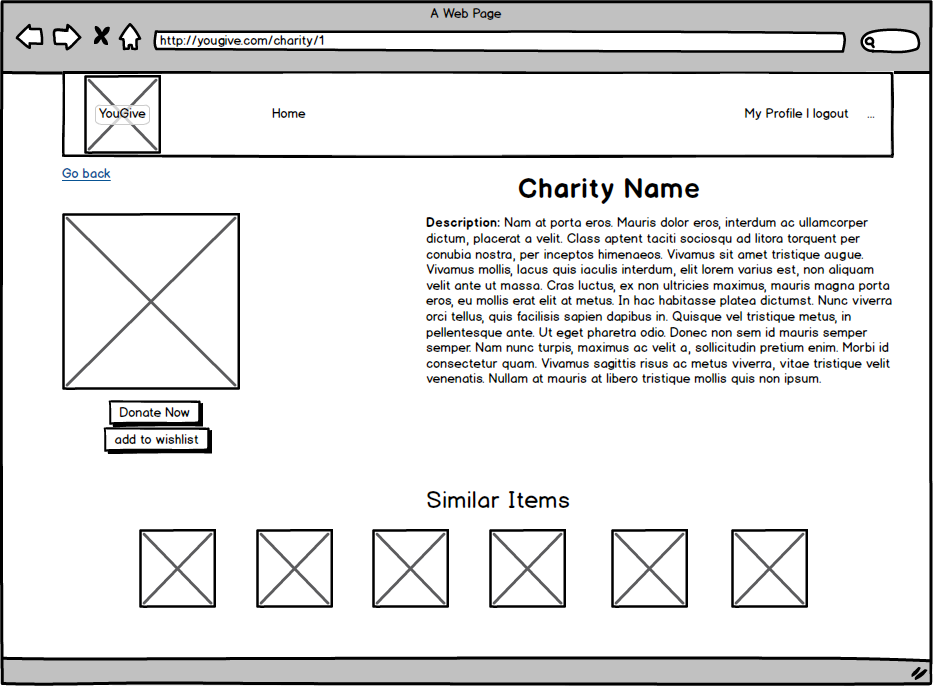 A Web Page
http://yougive.com/charity/1
YouGive
Home
My Profile | logout
...
Go back
Charity Name
Description: Nam at porta eros. Mauris dolor eros, interdum ac ullamcorper
dictum, placerat a velit. Class aptent taciti sociosqu ad litora torquent per
conubia nostra, per inceptos himenaeos. Vivamus sit amet tristique augue.
Vivamus mollis, lacus quis iaculis interdum, elit lorem varius est, non aliquam
velit ante ut massa. Cras luctus, ex non ultricies maximus, mauris magna porta
eros, eu mollis erat elit at metus. In hac habitasse platea dictumst. Nunc viverra
orci tellus, quis facilisis sapien dapibus in. Quisque vel tristique metus, in
pellentesque ante. Ut eget pharetra odio. Donec non sem id mauris semper
semper. Nam nunc turpis, maximus ac velit a, sollicitudin pretium enim. Morbi id
consectetur quam. Vivamus sagittis risus ac metus viverra, vitae tristique velit
venenatis. Nullam at mauris at libero tristique mollis quis non ipsum.
Donate Now
add to wishlist
Similar Items